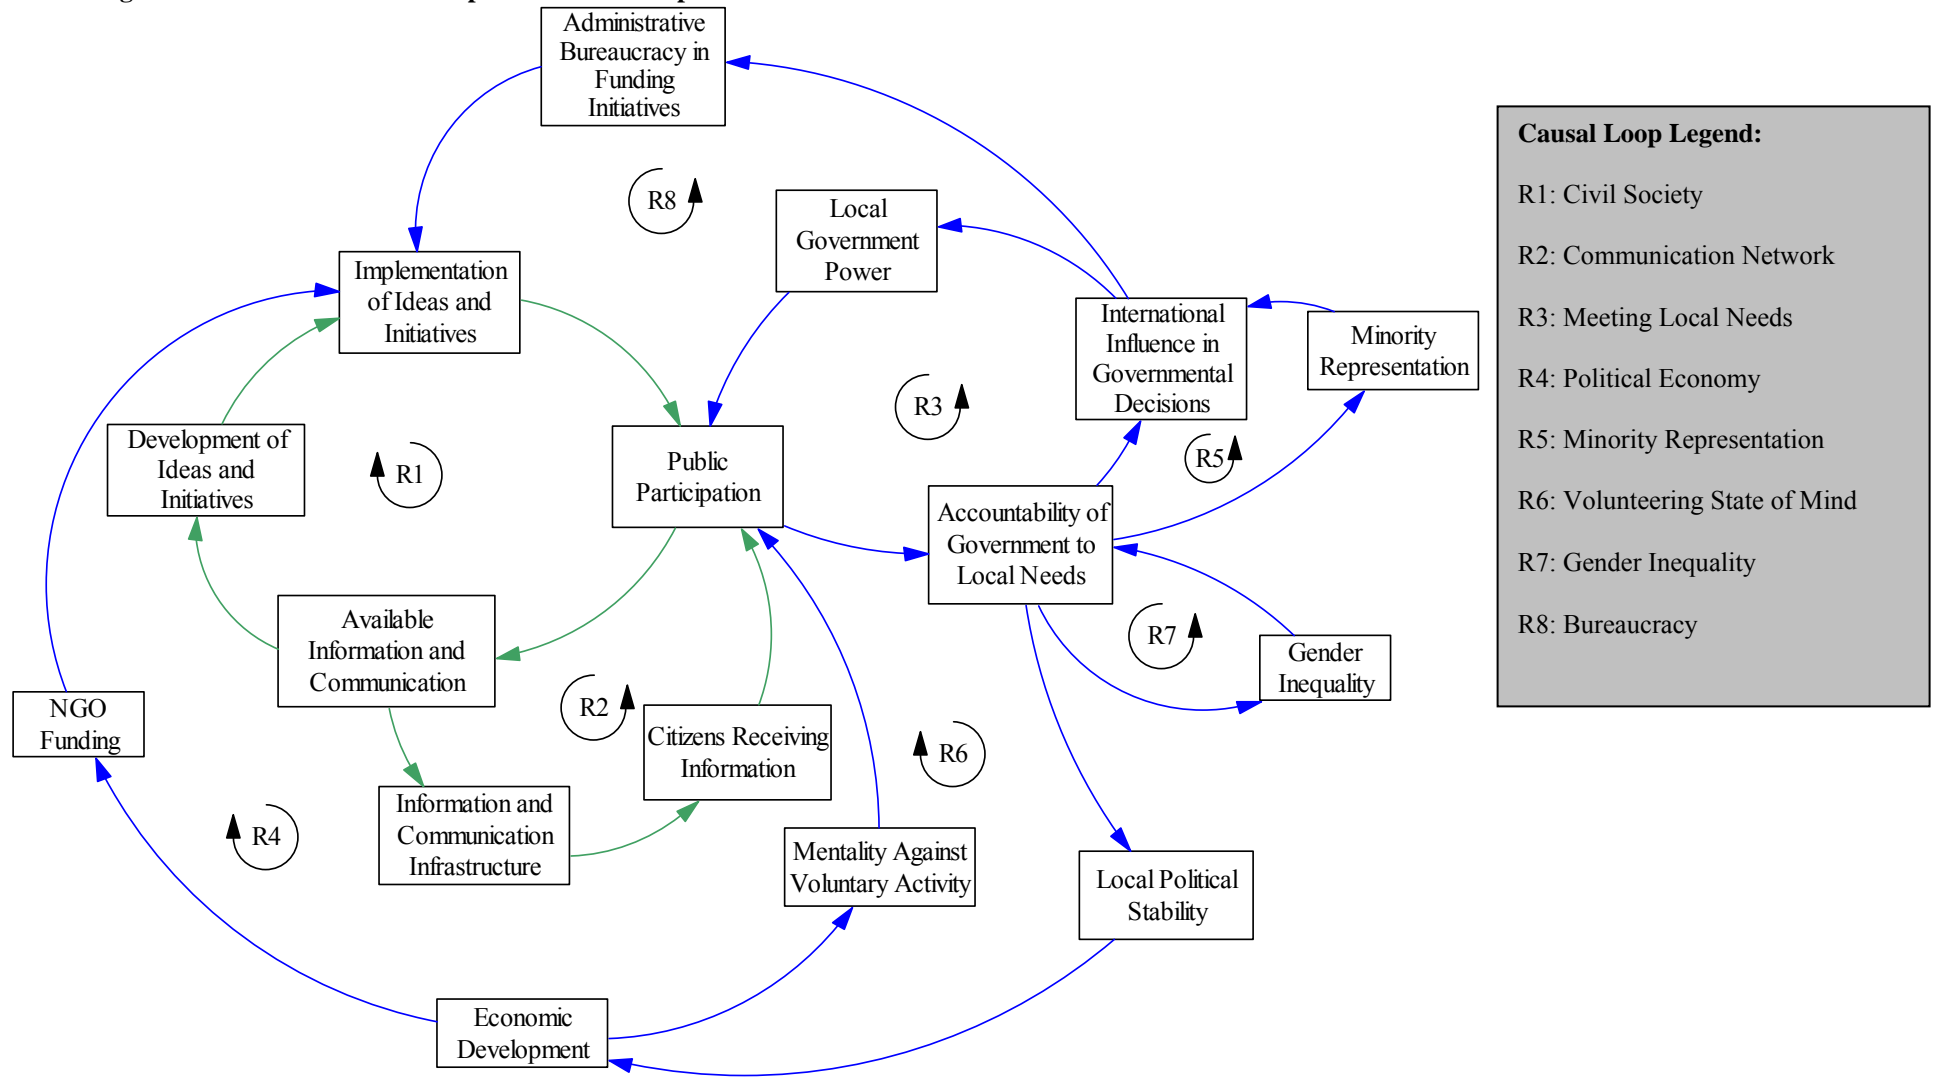 Administrative
Bureaucracy in
Funding
Initiatives
R8
Local
Government
Power
Implementation
of Ideas and
Initiatives
International
Influence in
Governmental
Decisions
Minority
Representation
R3
R5
Development of
Ideas and
Initiatives
R1
Public
Participation
Accountability of
Government to
Local Needs
R7
Gender
Inequality
Available
Information and
Communication
R2
Citizens Receiving
Information
R6
NGO
Funding
Information and
Communication
Infrastructure
R4
Mentality Against
Voluntary Activity
Local Political
Stability
Economic
Development
Causal Loop Legend:
R1: Civil Society
R2: Communication Network
R3: Meeting Local Needs
R4: Political Economy
R5: Minority Representation
R6: Volunteering State of Mind
R7: Gender Inequality
R8: Bureaucracy